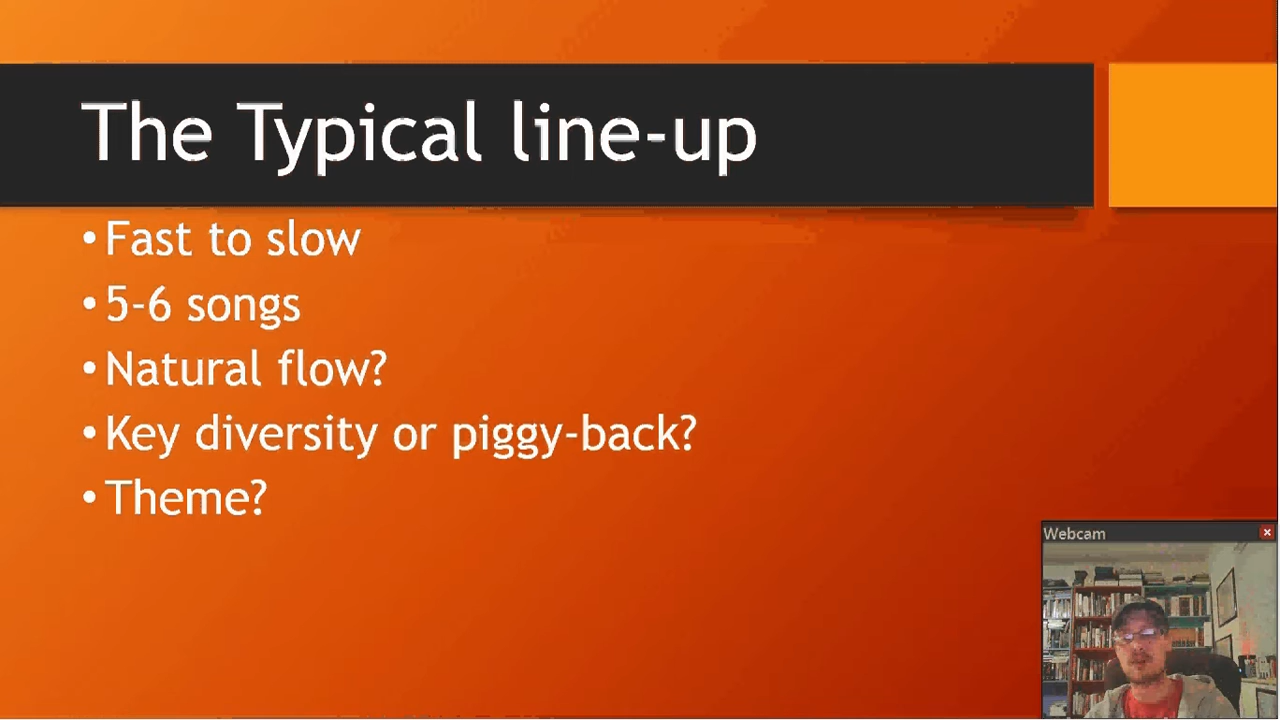 The Typical line-up
•Fast to slow
•5-6 songs
•Natural flow?
•Key diversity or piggy-back?
•Theme?
Webcam